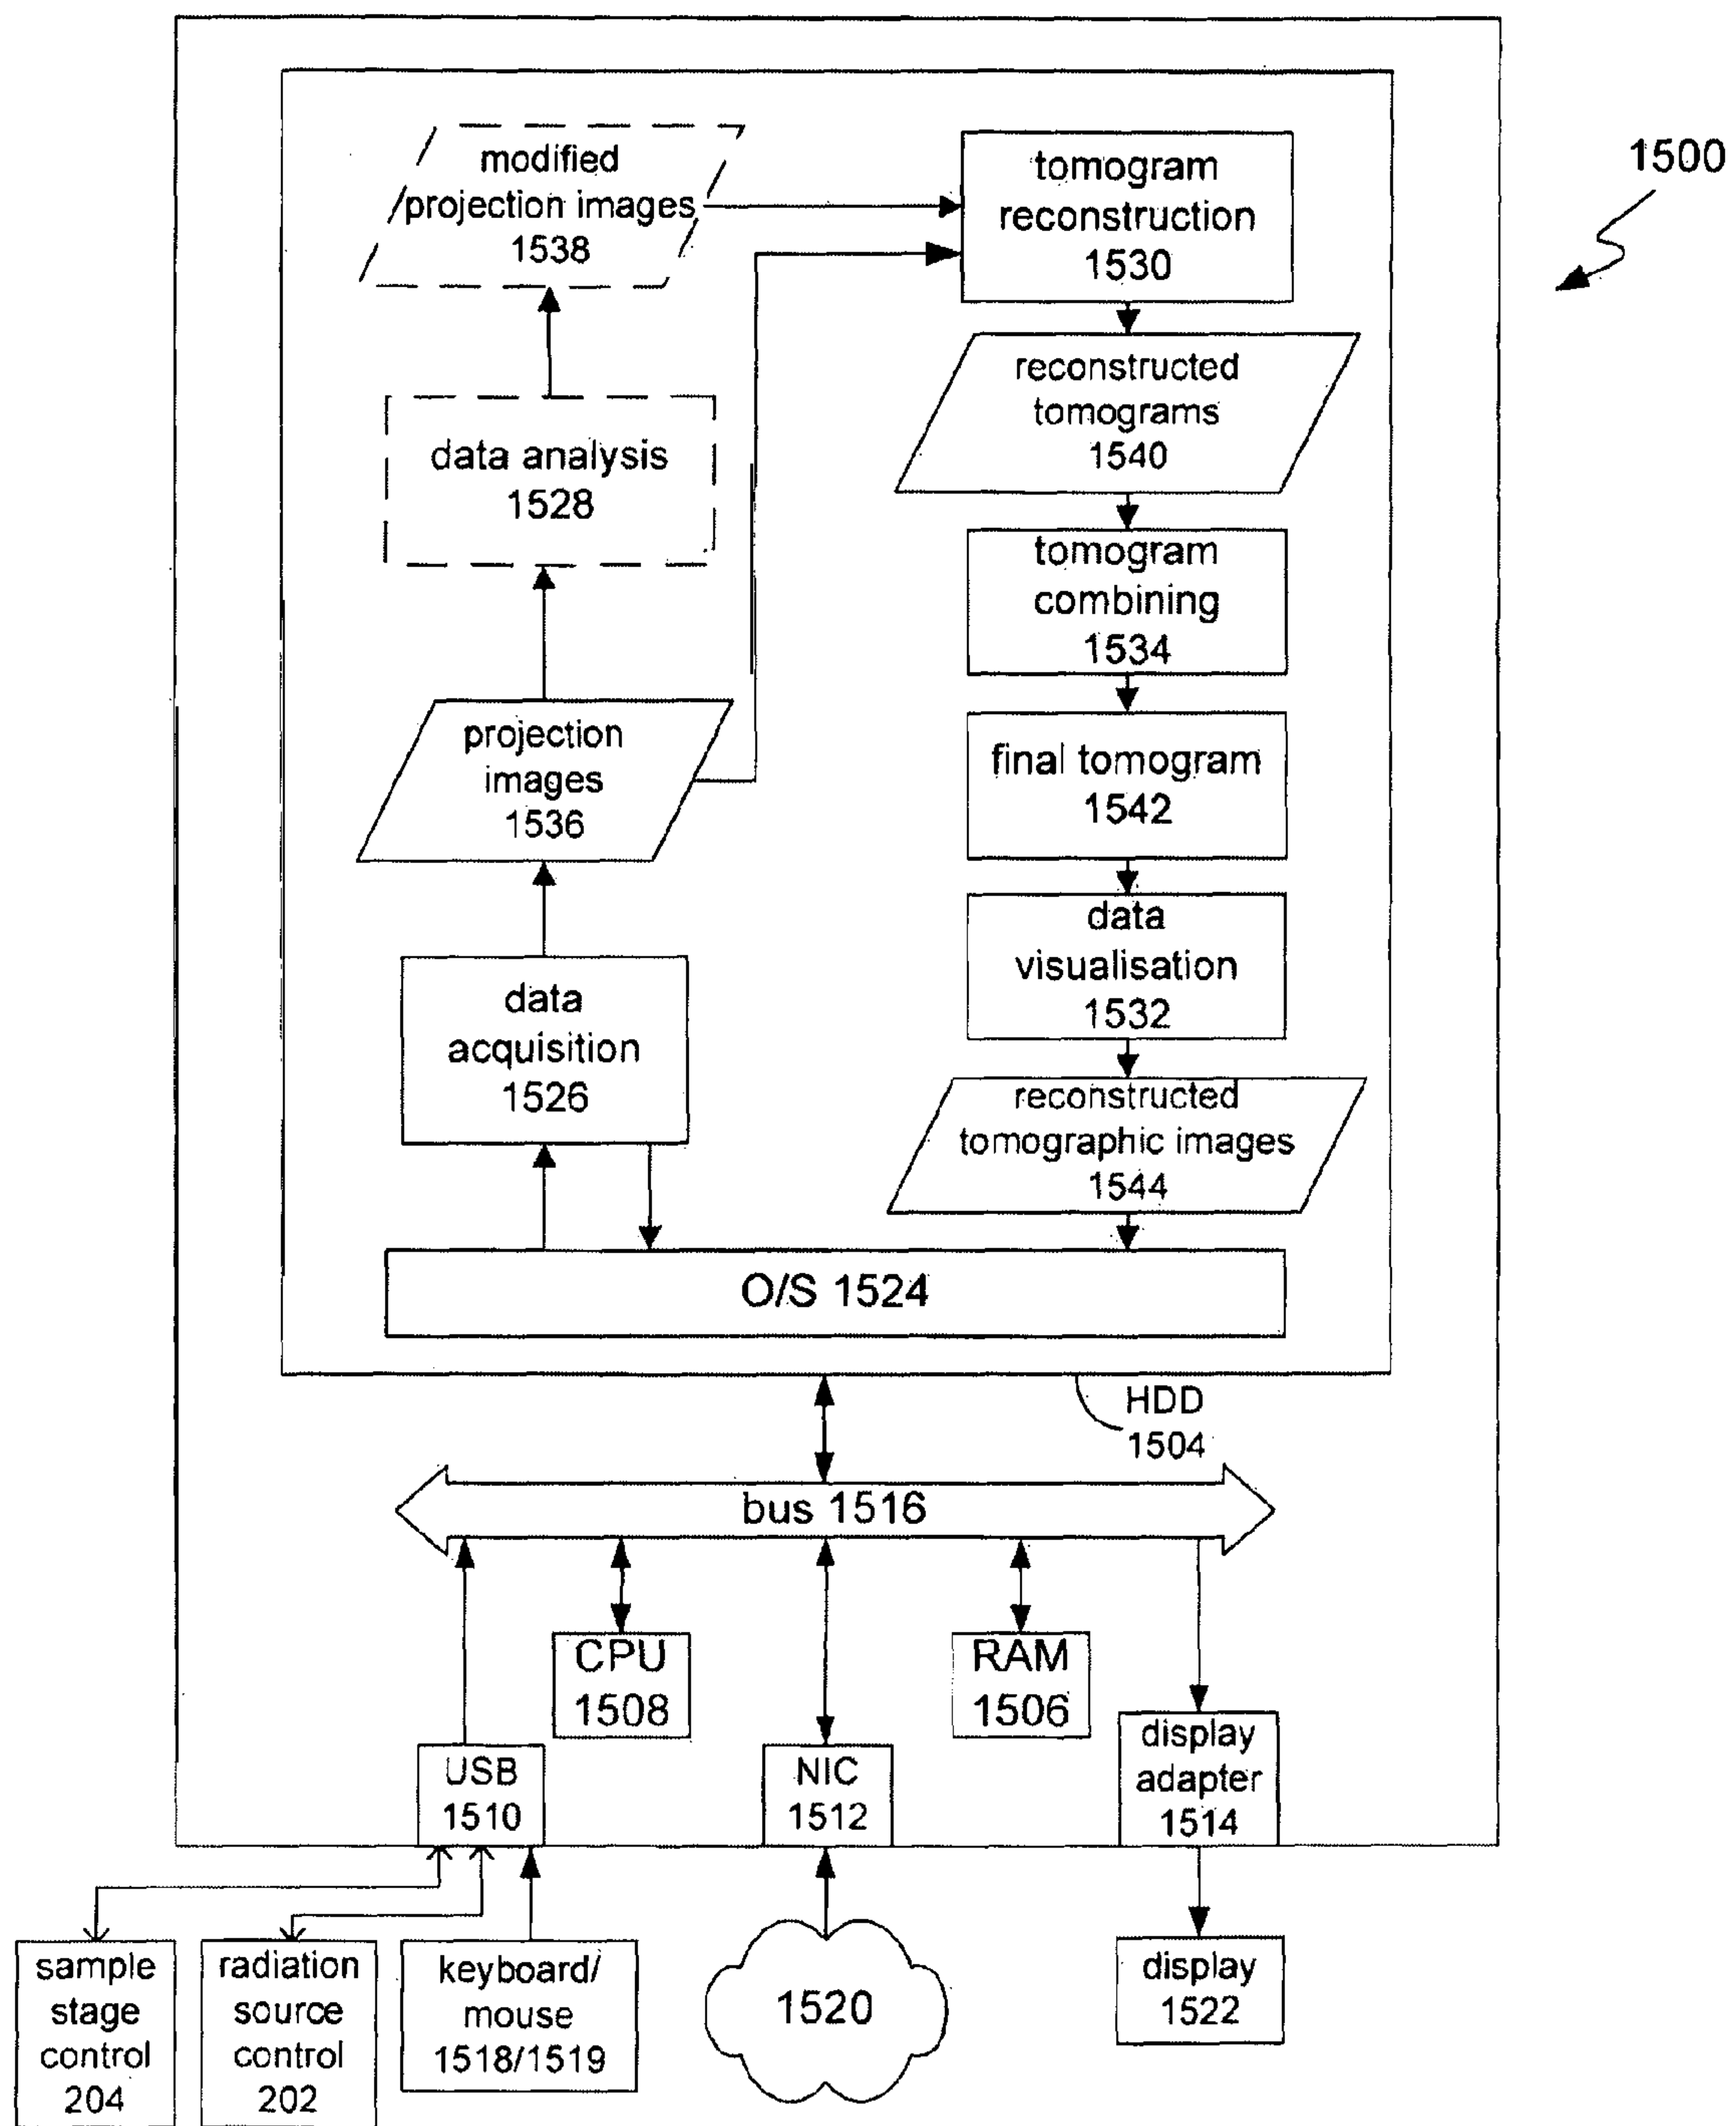 1500
modified
projection images
1538
tomogram
reconstruction
1530
reconstructed
tomograms
1540
data analysis
1528
tomogram
combining
1534
projection
images
1536
final tomogram
1542
data
visualisation
1532
data
acquisition
1526
reconstructed
tomographic images
1544
O/S 1524
HDD
1504
bus 1516
CPU
1508
RAM
1506
USB
1510
NIC
1512
display
adapter
1514
sample
stage
control
204
radiation
source
control
202
keyboard/
mouse
1518/1519
1520
display
1522